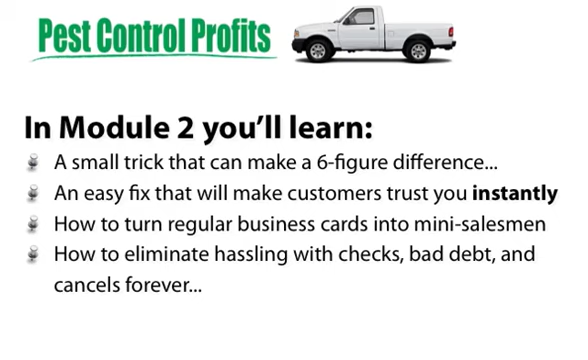 Pest Control Profits
In Module 2 you'll learn:
A small trick that can make a 6-figure difference...
An easy fix that will make customers trust you instantly
How to turn regular business cards into mini-salesmen
How to eliminate hassling with checks, bad debt, and
cancels forever...